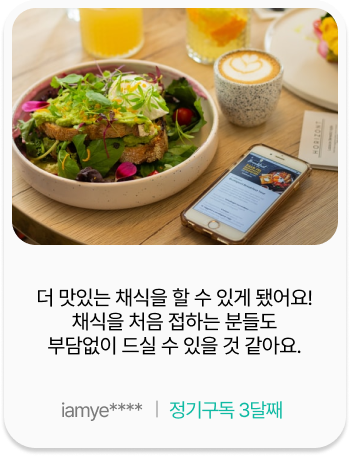 더 맛있는 채식을 할 수 있게 됐어요!
채식을 처음 접하는 분들도
부담없이 드실 수 있을 것 같아요.
iamye**** | 정기구독 3달째